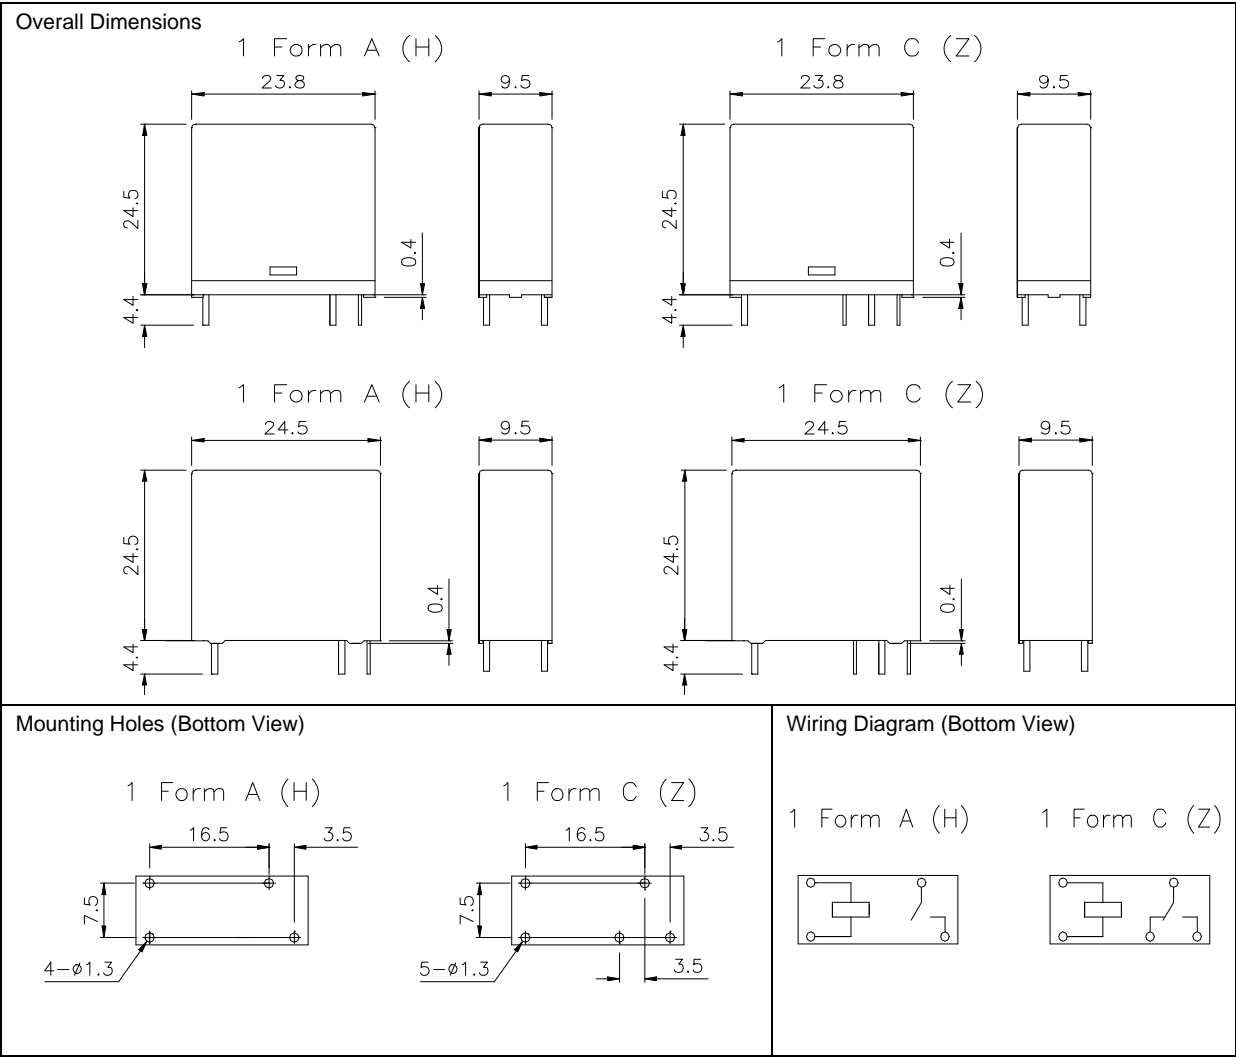 Overall Dimensions
1 Form A (H)
1 Form C (Z)
23.8
9.5
23.8
9.5
24.5
0.4
4.4
24.5
0.4
4.4
1 Form A (H)
1 Form C (Z)
24.5
9.5
24.5
9.5
24.5
0.4
4.4
24.5
0.4
4.4
Mounting Holes (Bottom View)
1 Form A (H)
1 Form C (Z)
16.5
3.5
16.5
3.5
7.5
7.5
4-ø1.3
5-ø1.3
3.5
Wiring Diagram (Bottom View)
1 Form A (H)
1 Form C (Z)